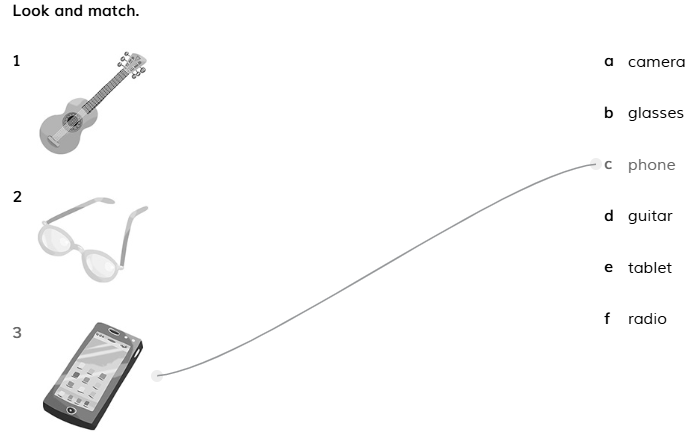 Look and match.
1
a camera
b glasses
c phone
2
d guitar
e tablet
f radio
3